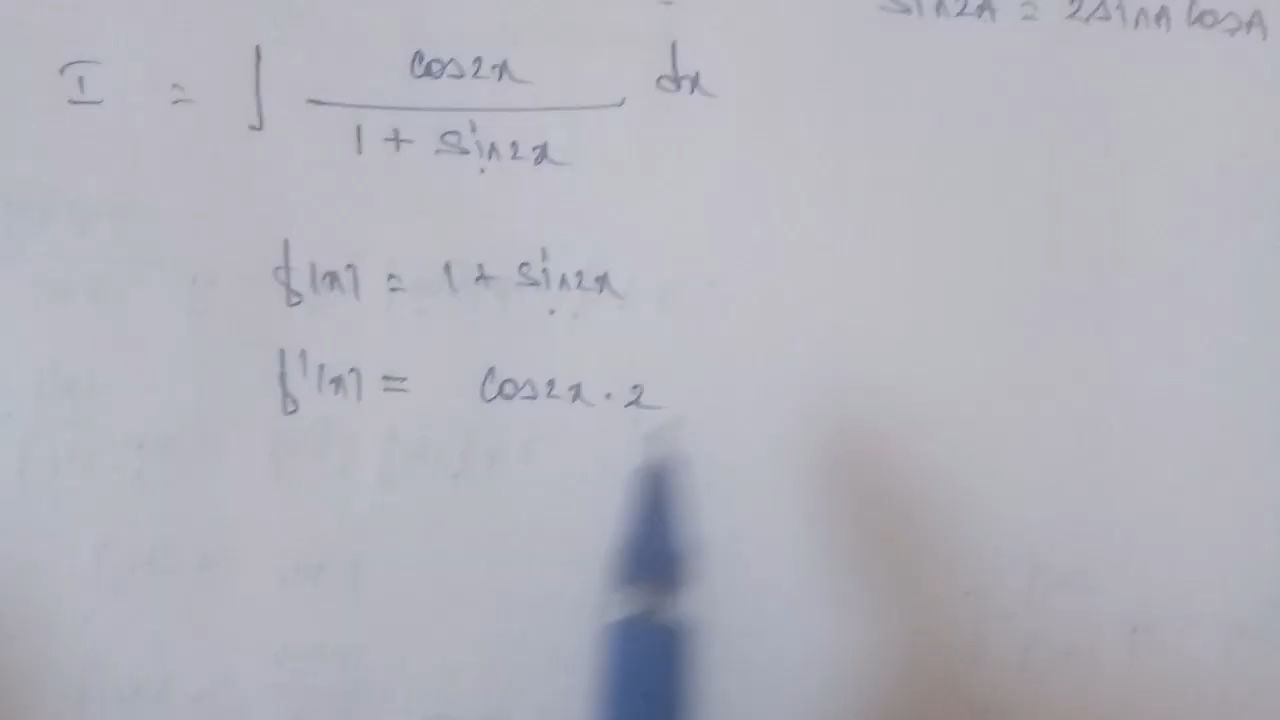 sin2A = 2sinA cosA
I = ∫ cos2x / 1 + sin2x dx
f(x) = 1 + sin2x
f'(x) = cos2x . 2